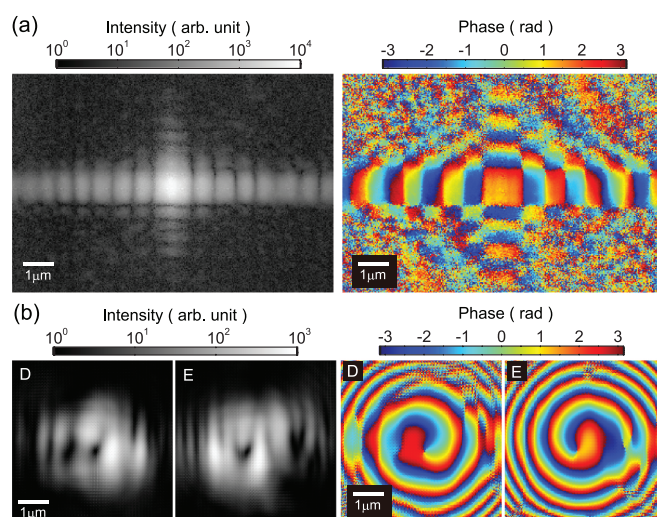 (a)
Intensity ( arb. unit )
10⁰ 10¹ 10² 10³ 10⁴
Phase ( rad )
-3 -2 -1 0 1 2 3
1μm
1μm
(b)
Intensity ( arb. unit )
10⁰ 10¹ 10² 10³
Phase ( rad )
-3 -2 -1 0 1 2 3
D
E
D
E
1μm
1μm